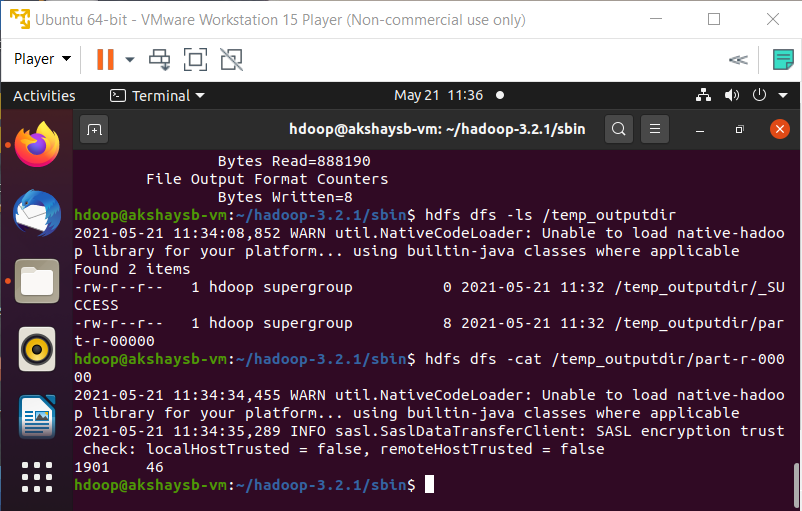 Ubuntu 64-bit - VMware Workstation 15 Player (Non-commercial use only)
Player
Activities Terminal May 21 11:36
hdoop@akshaysb-vm: ~/hadoop-3.2.1/sbin
Bytes Read=888190
File Output Format Counters
Bytes Written=8
hdoop@akshaysb-vm:~/hadoop-3.2.1/sbin$ hdfs dfs -ls /temp_outputdir
2021-05-21 11:34:08,852 WARN util.NativeCodeLoader: Unable to load native-hadoo
p library for your platform... using builtin-java classes where applicable
Found 2 items
-rw-r--r--   1 hdoop supergroup          0 2021-05-21 11:32 /temp_outputdir/_SU
CCESS
-rw-r--r--   1 hdoop supergroup          8 2021-05-21 11:32 /temp_outputdir/par
t-r-00000
hdoop@akshaysb-vm:~/hadoop-3.2.1/sbin$ hdfs dfs -cat /temp_outputdir/part-r-000
00
2021-05-21 11:34:34,455 WARN util.NativeCodeLoader: Unable to load native-hadoo
p library for your platform... using builtin-java classes where applicable
2021-05-21 11:34:35,289 INFO sasl.SaslDataTransferClient: SASL encryption trust
check: localHostTrusted = false, remoteHostTrusted = false
1901    46
hdoop@akshaysb-vm:~/hadoop-3.2.1/sbin$